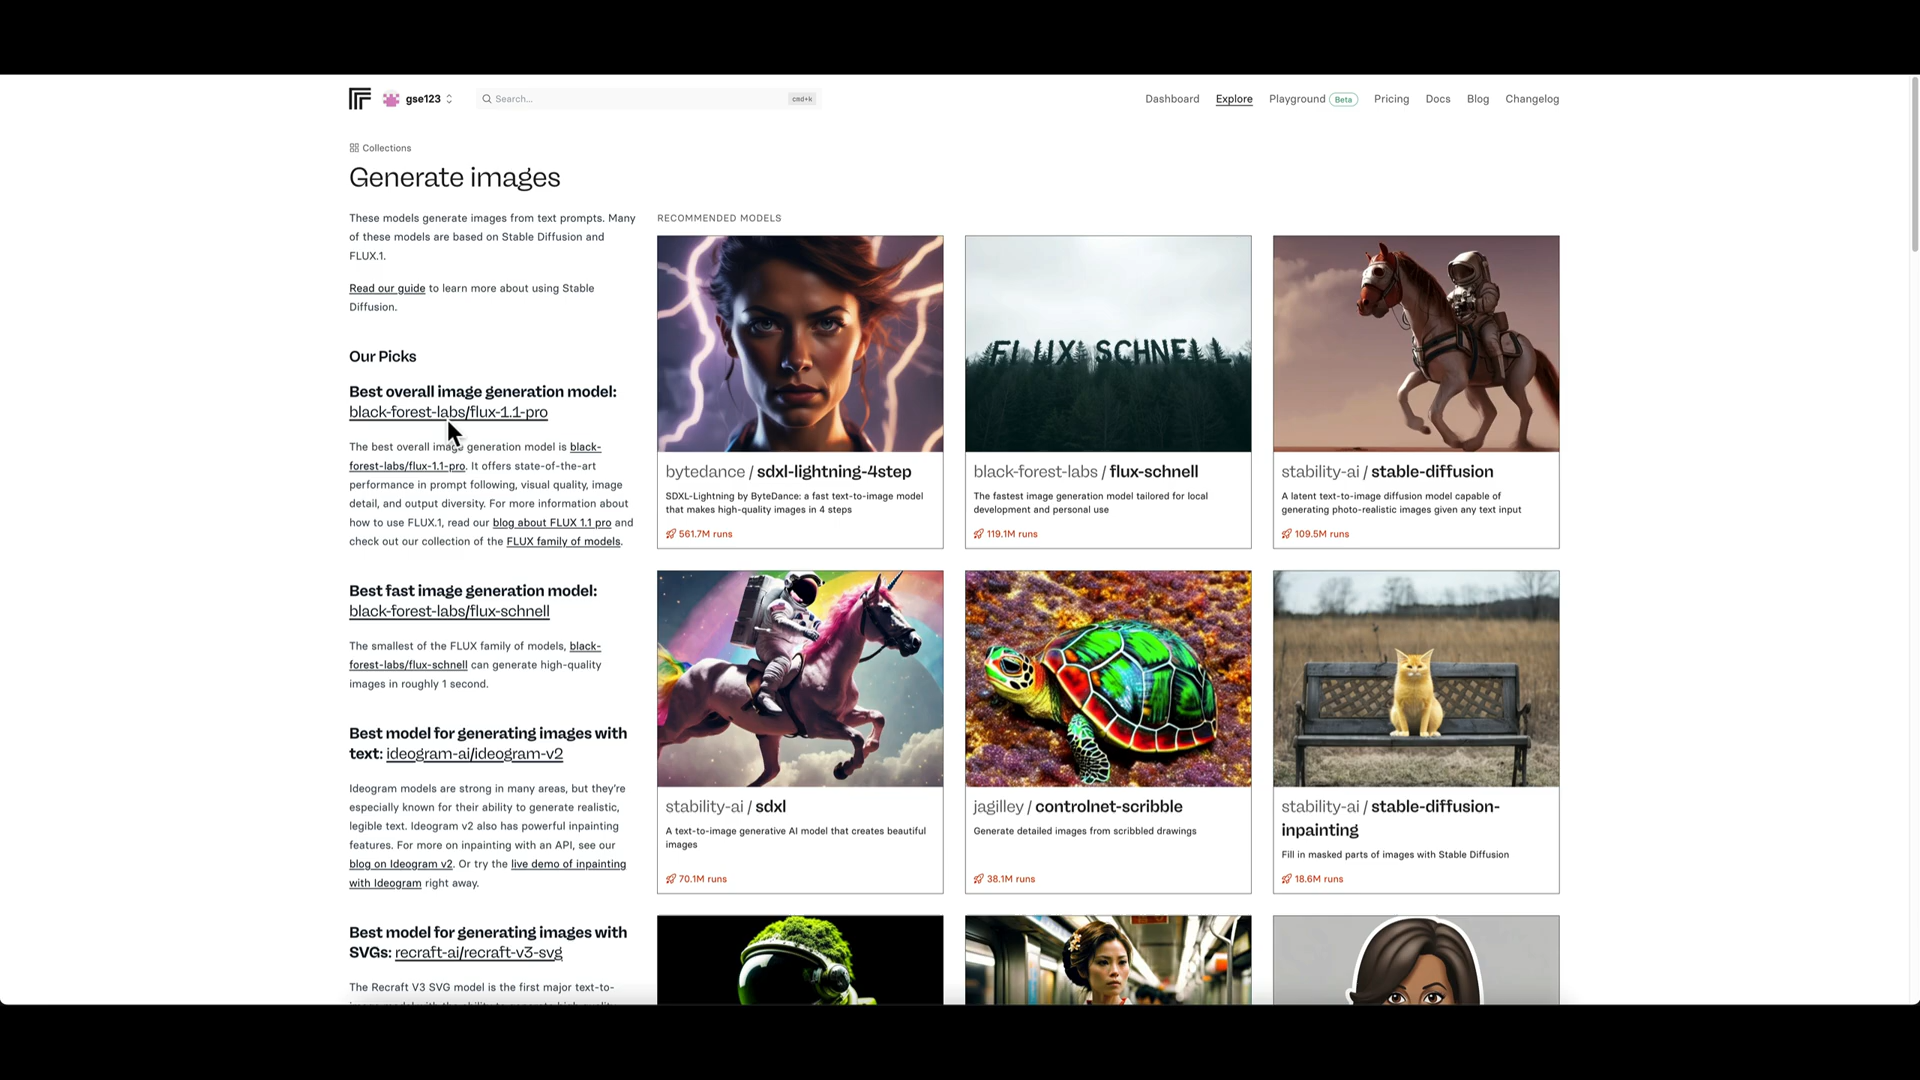 gse123
Search...
cmd+k
Dashboard
Explore
Playground
Beta
Pricing
Docs
Blog
Changelog
Collections
Generate images
These models generate images from text prompts. Many
of these models are based on Stable Diffusion and
FLUX.1.
Read our guide to learn more about using Stable
Diffusion.
Our Picks
Best overall image generation model:
black-forest-labs/flux-1.1-pro
The best overall image generation model is black-
forest-labs/flux-1.1-pro. It offers state-of-the-art
performance in prompt following, visual quality, image
detail, and output diversity. For more information about
how to use FLUX.1, read our blog about FLUX 1.1 pro and
check out our collection of the FLUX family of models.
Best fast image generation model:
black-forest-labs/flux-schnell
The smallest of the FLUX family of models, black-
forest-labs/flux-schnell can generate high-quality
images in roughly 1 second.
Best model for generating images with
text: ideogram-ai/ideogram-v2
Ideogram models are strong in many areas, but they're
especially known for their ability to generate realistic,
legible text. Ideogram v2 also has powerful inpainting
features. For more on inpainting with an API, see our
blog on Ideogram v2. Or try the live demo of inpainting
with Ideogram right away.
Best model for generating images with
SVGs: recraft-ai/recraft-v3-svg
The Recraft V3 SVG model is the first major text-to-
RECOMMENDED MODELS
bytedance / sdxl-lightning-4step
SDXL-Lightning by ByteDance: a fast text-to-image model
that makes high-quality images in 4 steps
561.7M runs
FLUX SCHNELL
black-forest-labs / flux-schnell
The fastest image generation model tailored for local
development and personal use
119.1M runs
stability-ai / stable-diffusion
A latent text-to-image diffusion model capable of
generating photo-realistic images given any text input
109.5M runs
stability-ai / sdxl
A text-to-image generative AI model that creates beautiful
images
70.1M runs
jagilley / controlnet-scribble
Generate detailed images from scribbled drawings
38.1M runs
stability-ai / stable-diffusion-
inpainting
Fill in masked parts of images with Stable Diffusion
18.6M runs